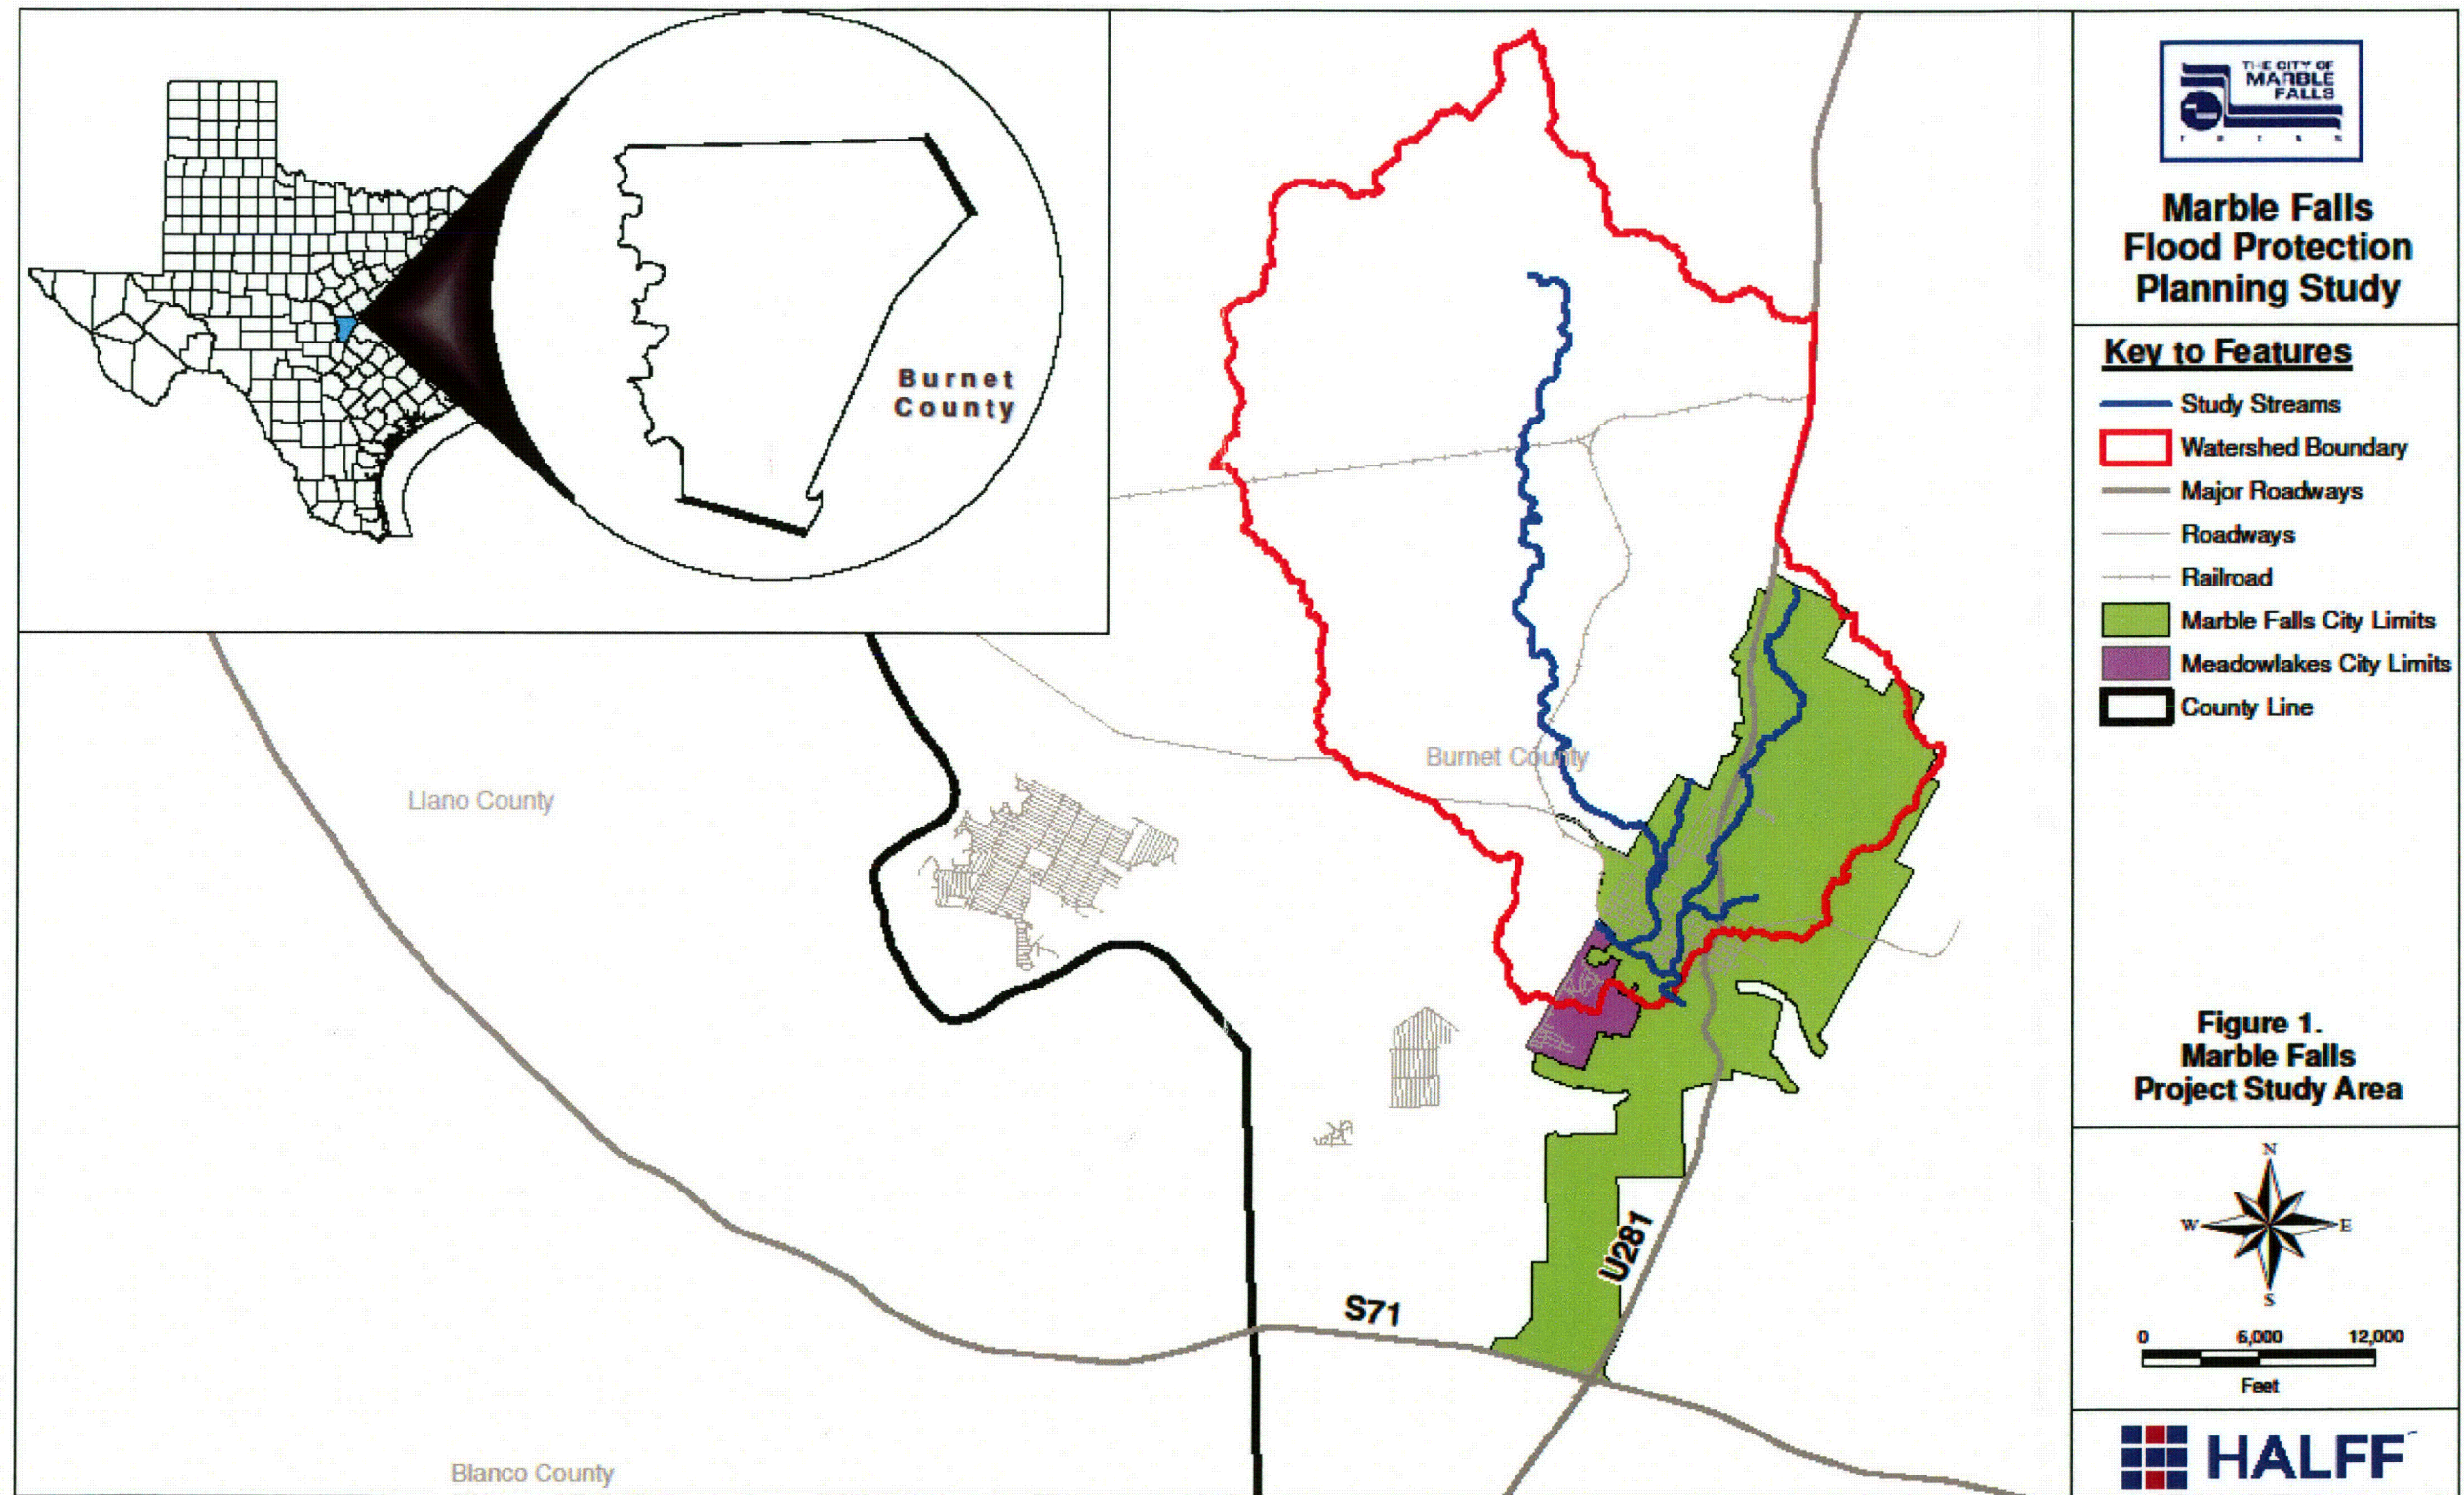 Burnet
County
Llano County
Burnet County
Blanco County
S71
U281
THE CITY OF
MARBLE
FALLS
T E X A S
Marble Falls
Flood Protection
Planning Study
Key to Features
Study Streams
Watershed Boundary
Major Roadways
Roadways
Railroad
Marble Falls City Limits
Meadowlakes City Limits
County Line
Figure 1.
Marble Falls
Project Study Area
N
W E
S
0 6,000 12,000
Feet
HALFF